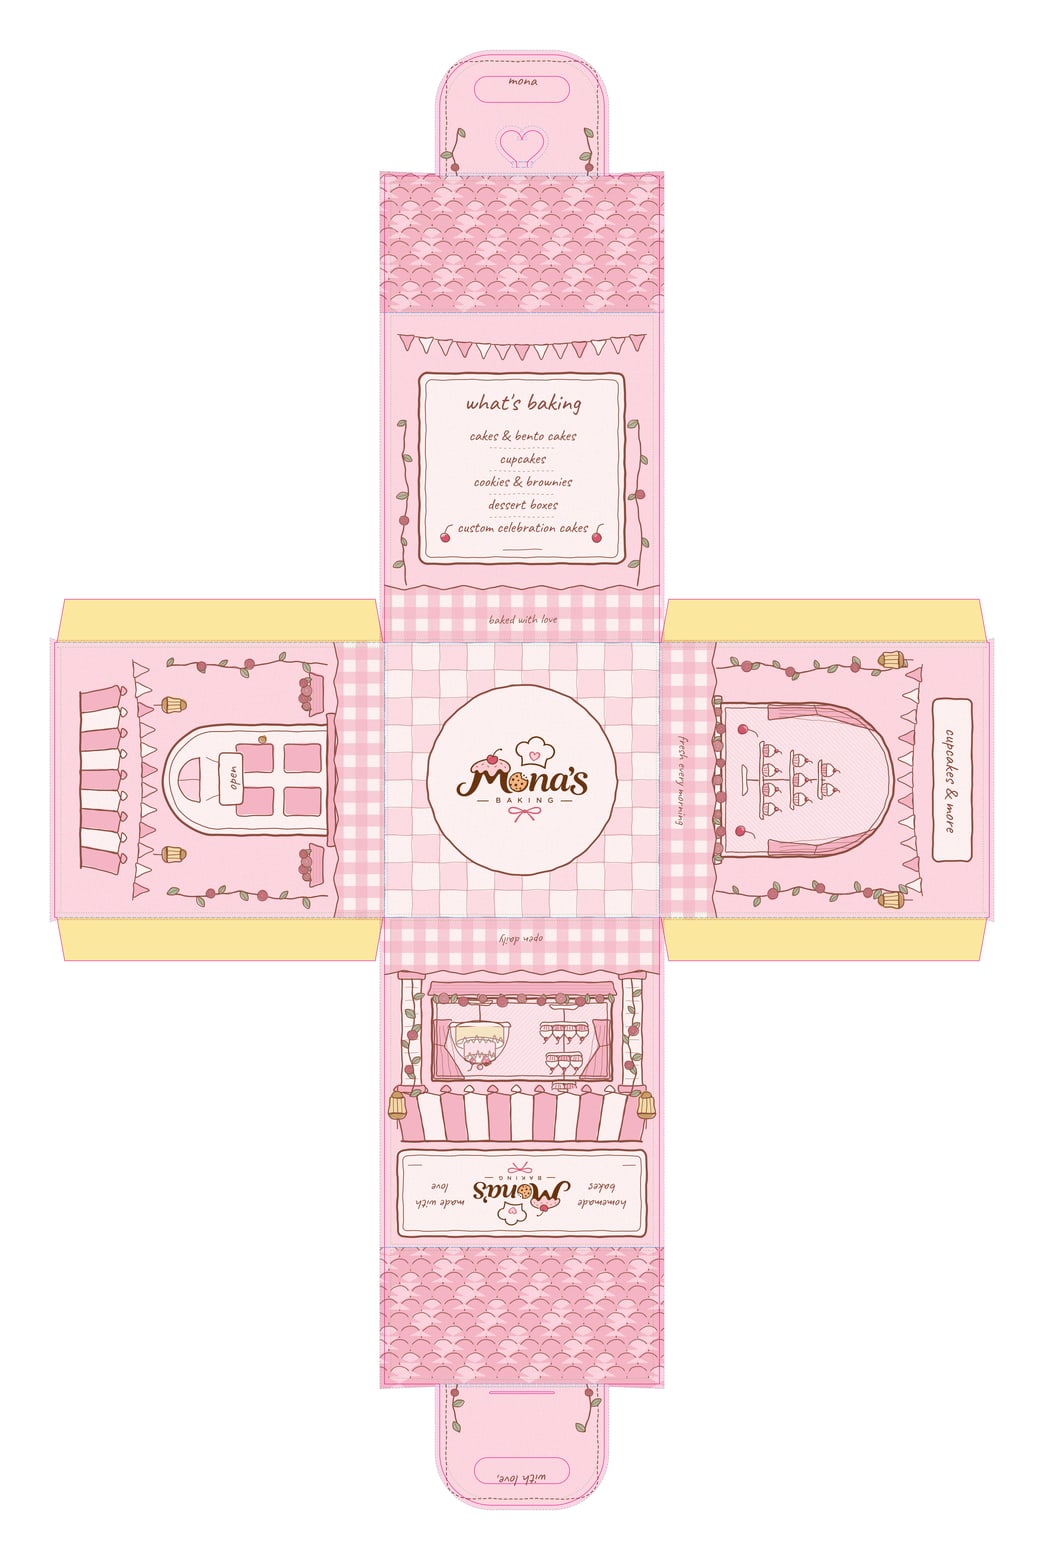 mona
what's baking
cakes & bento cakes
cupcakes
cookies & brownies
dessert boxes
custom celebration cakes
baked with love
open
Mona's
BAKING
fresh every morning
cupcakes & more
open daily
homemade
bakes
Mona's
BAKING
made with
love
with love,